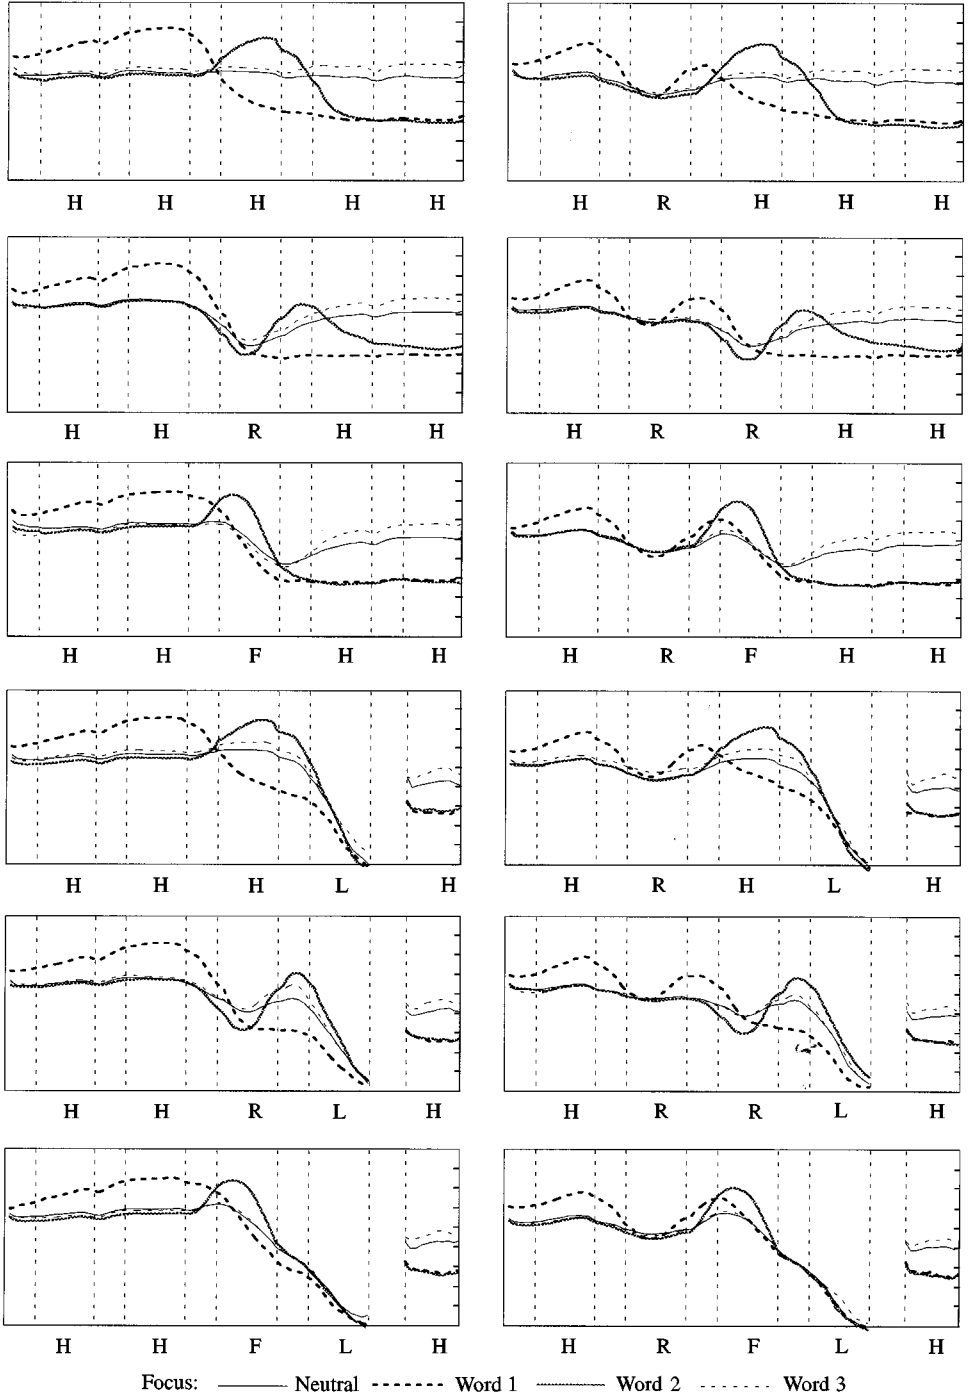 H H H H H
H R H H H
H H R H H
H R R H H
H H F H H
H R F H H
H H H L H
H R H L H
H H R L H
H R R L H
H H F L H
H R F L H
Focus: Neutral Word 1 Word 2 Word 3